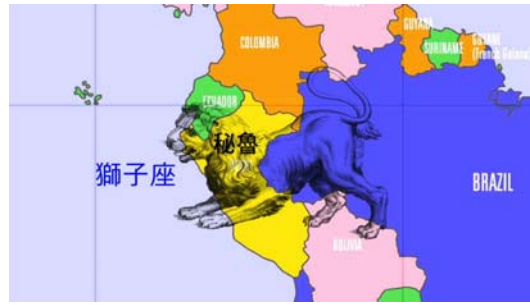 GUYANA
COLOMBIA
SURINAME
GUYANE
(French Guiana)
ECUADOR
秘魯
獅子座
BRAZIL
BOLIVIA